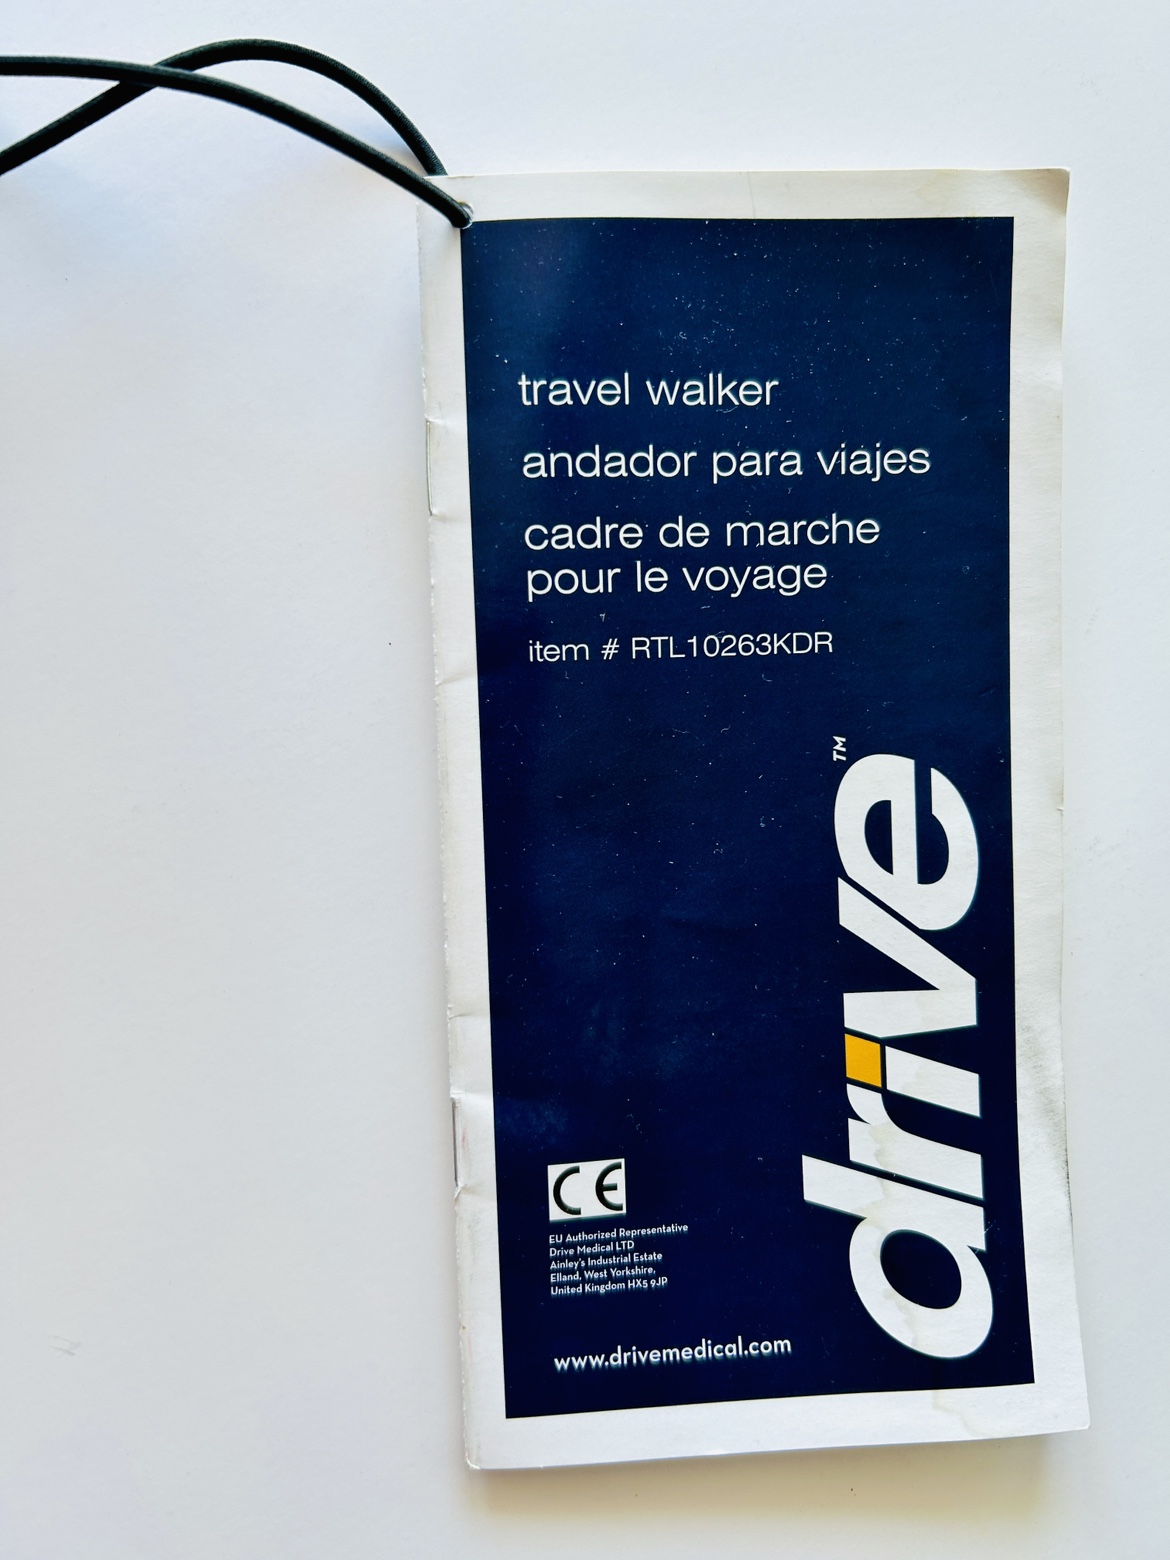 travel walker
andador para viajes
cadre de marche
pour le voyage
item # RTL10263KDR
drive™
CE
EU Authorized Representative
Drive Medical LTD
Ainley's Industrial Estate
Elland, West Yorkshire,
United Kingdom HX5 9JP
www.drivemedical.com